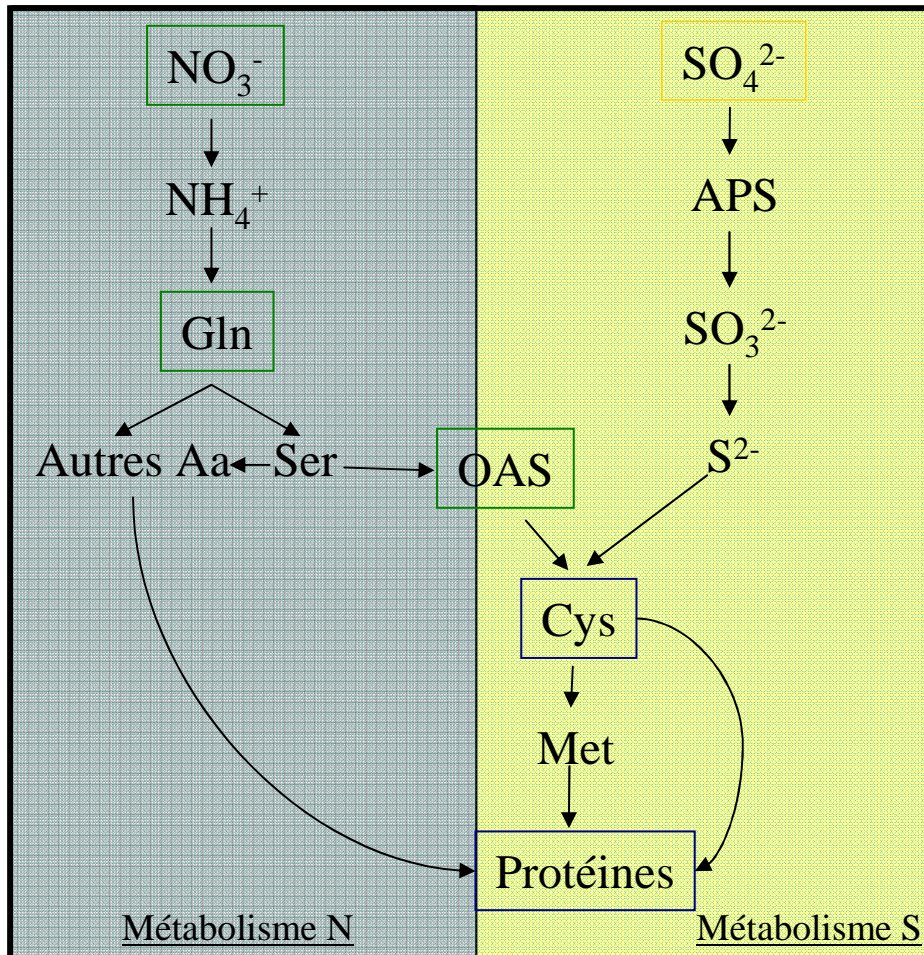 NO₃⁻
SO₄²⁻
NH₄⁺
APS
Gln
SO₃²⁻
Autres Aa
Ser
OAS
S²⁻
Cys
Met
Protéines
Métabolisme N
Métabolisme S